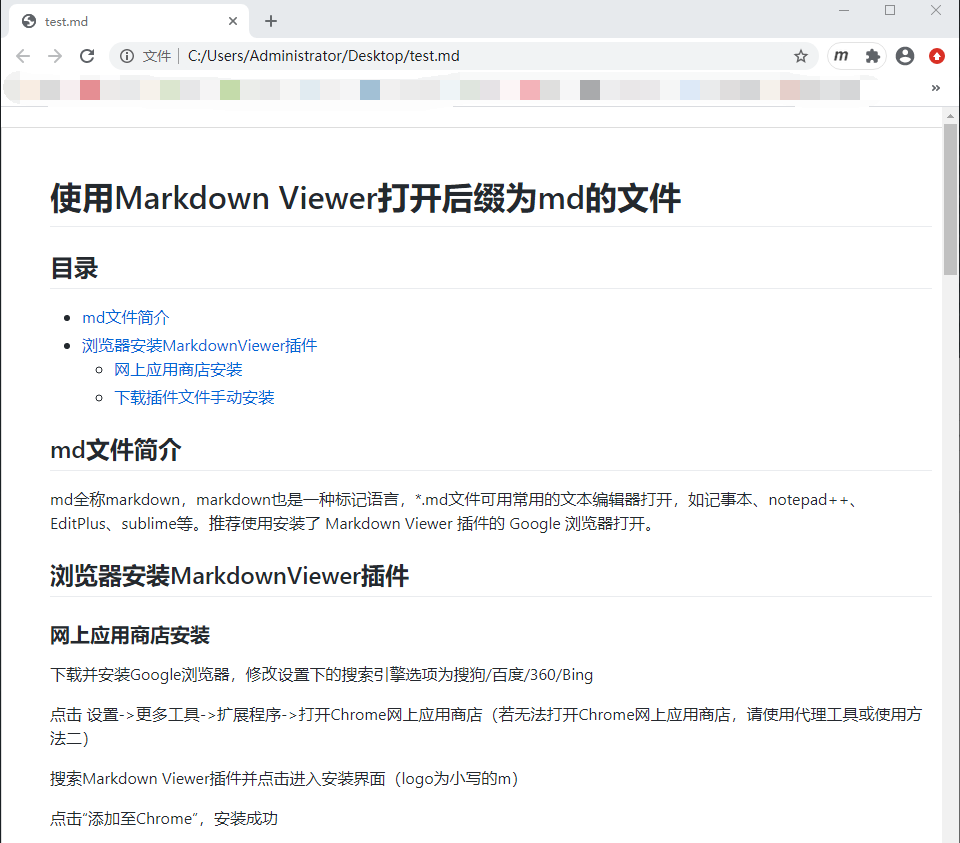 test.md
文件 C:/Users/Administrator/Desktop/test.md
m
»
使用Markdown Viewer打开后缀为md的文件
目录
md文件简介
浏览器安装MarkdownViewer插件
网上应用商店安装
下载插件文件手动安装
md文件简介
md全称markdown，markdown也是一种标记语言，*.md文件可用常用的文本编辑器打开，如记事本、notepad++、
EditPlus、sublime等。推荐使用安装了 Markdown Viewer 插件的 Google 浏览器打开。
浏览器安装MarkdownViewer插件
网上应用商店安装
下载并安装Google浏览器，修改设置下的搜索引擎选项为搜狗/百度/360/Bing
点击 设置->更多工具->扩展程序->打开Chrome网上应用商店（若无法打开Chrome网上应用商店，请使用代理工具或使用方
法二）
搜索Markdown Viewer插件并点击进入安装界面（logo为小写的m）
点击“添加至Chrome”，安装成功